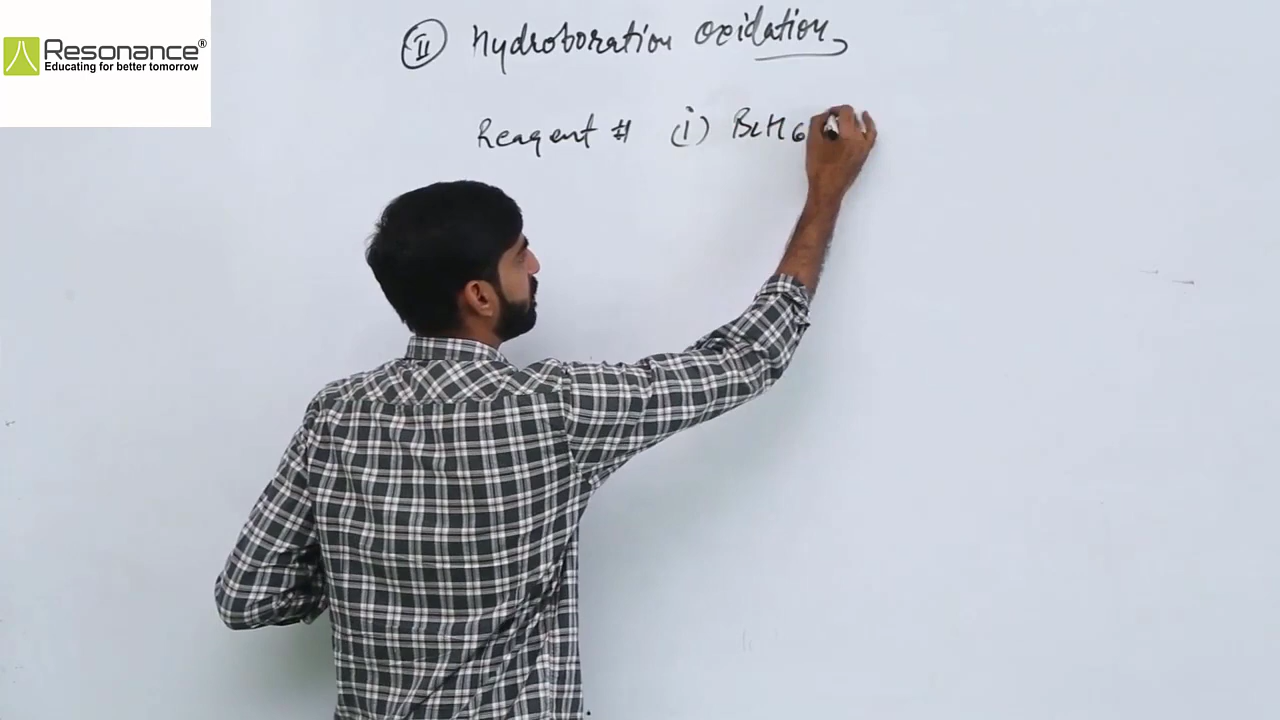 Resonance®
Educating for better tomorrow
II Hydroboration oxidation
Reagent # (i) B₂H₆